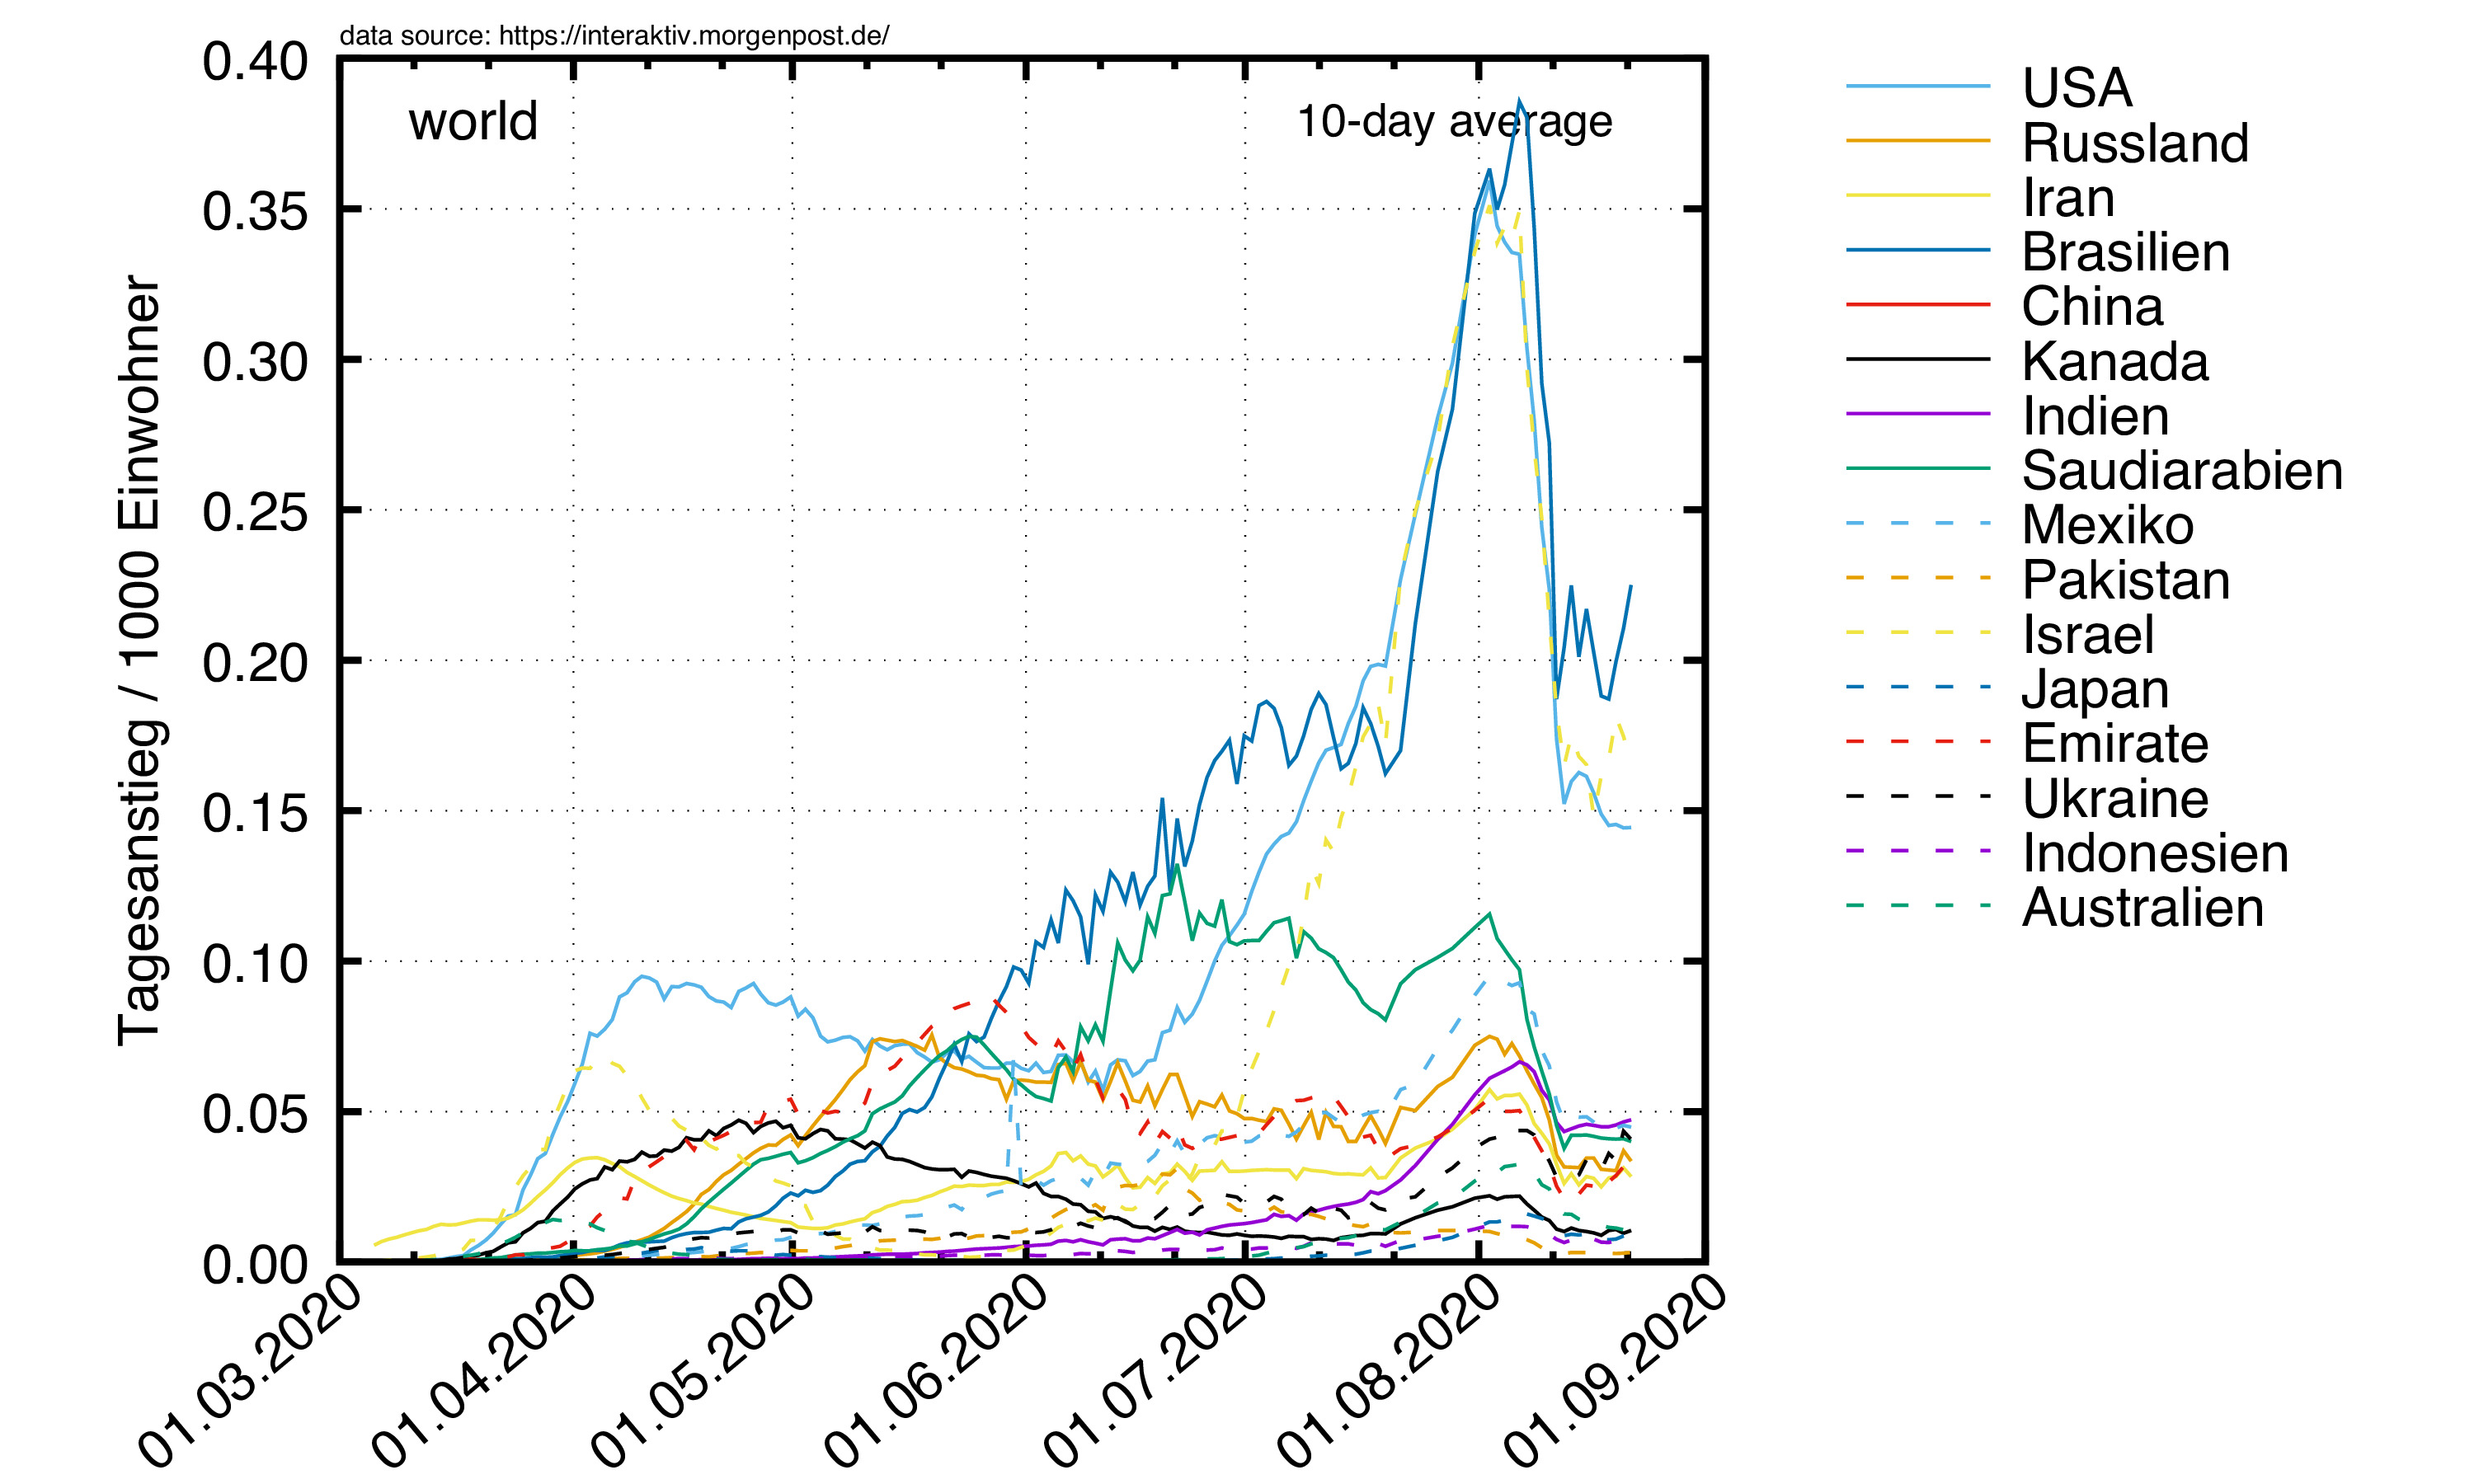 data source: https://interaktiv.morgenpost.de/
world
10-day average
Tagesanstieg / 1000 Einwohner
0.40
0.35
0.30
0.25
0.20
0.15
0.10
0.05
0.00
01.03.2020
01.04.2020
01.05.2020
01.06.2020
01.07.2020
01.08.2020
01.09.2020
USA
Russland
Iran
Brasilien
China
Kanada
Indien
Saudiarabien
Mexiko
Pakistan
Israel
Japan
Emirate
Ukraine
Indonesien
Australien